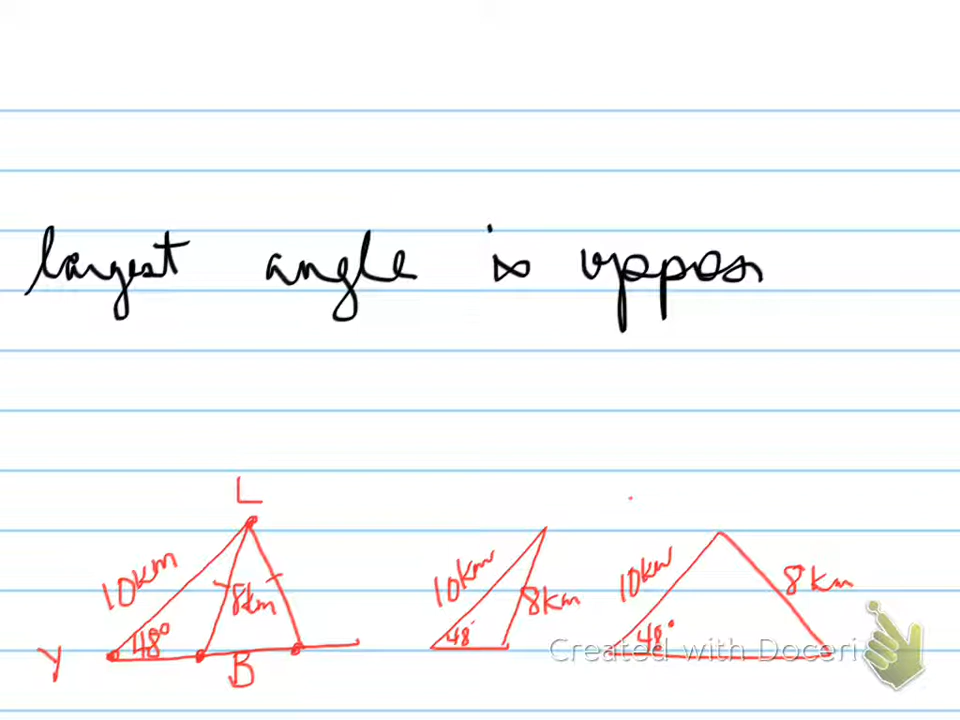 largest angle is oppos
L
10km 8km 10km 8km 10km 8km
Y 48° B 48° 48°
Created with Doceri